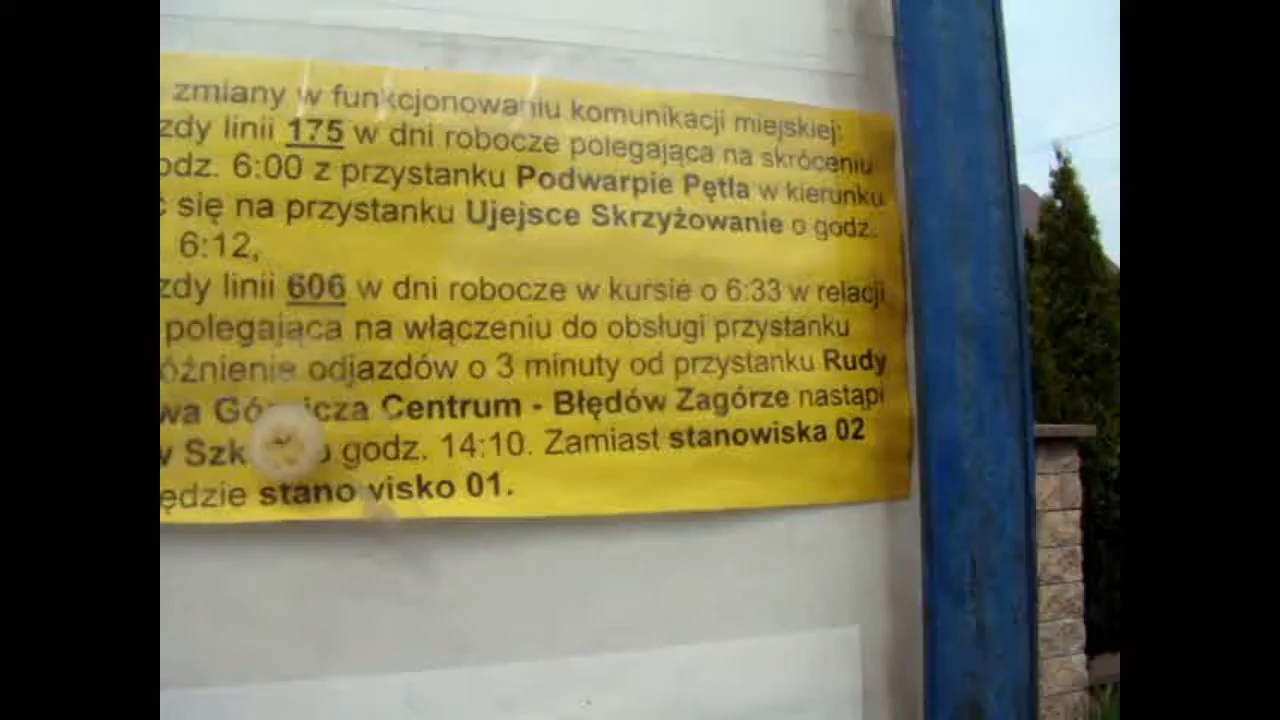 zmiany w funkcjonowaniu komunikacji miejskiej:
zdy linii 175 w dni robocze polegająca na skróceniu
odz. 6:00 z przystanku Podwarpie Pętla w kierunku
ć się na przystanku Ujejsce Skrzyżowanie o godz.
6:12,
zdy linii 606 w dni robocze w kursie o 6:33 w relacji
polegająca na włączeniu do obsługi przystanku
óźnienie odjazdów o 3 minuty od przystanku Rudy
wa Górnicza Centrum - Błędów Zagórze nastąpi
w Szk godz. 14:10. Zamiast stanowiska 02
ędzie stanowisko 01.